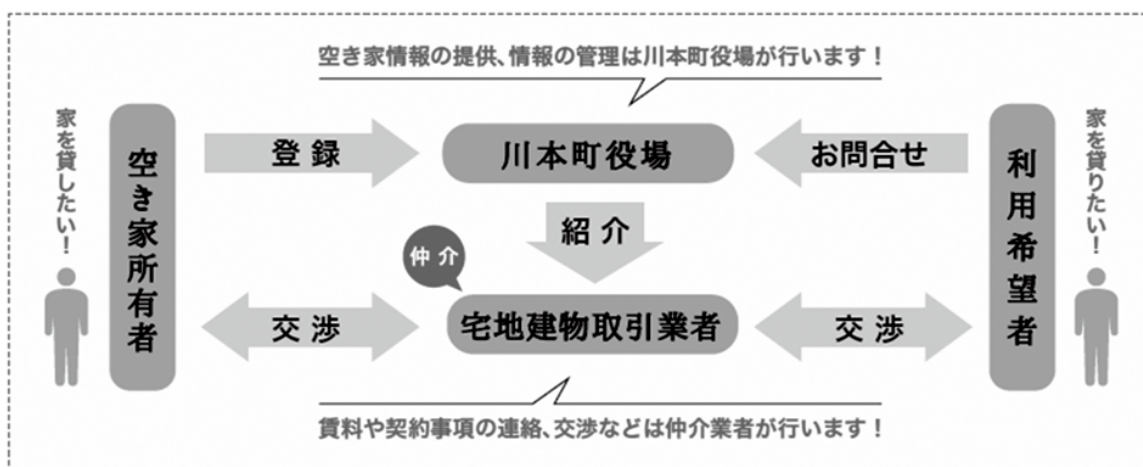 空き家情報の提供、情報の管理は川本町役場が行います!
家を貸したい!
空き家所有者
登録
川本町役場
お問合せ
利用希望者
家を貸りたい!
紹介
仲介
交渉
宅地建物取引業者
交渉
賃料や契約事項の連絡、交渉などは仲介業者が行います!